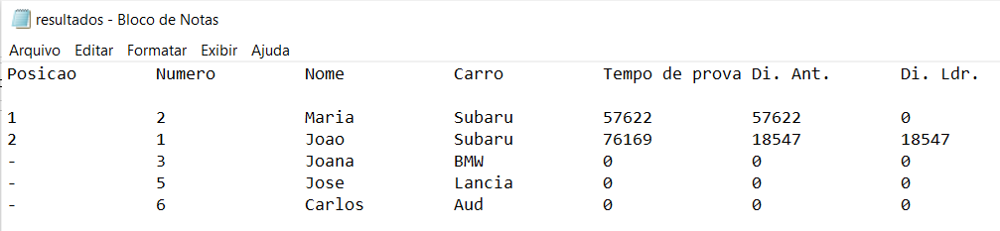 resultados - Bloco de Notas
Arquivo Editar Formatar Exibir Ajuda
Posicao Numero Nome Carro Tempo de prova Di. Ant. Di. Ldr.
1 2 Maria Subaru 57622 57622 0
2 1 Joao Subaru 76169 18547 18547
- 3 Joana BMW 0 0 0
- 5 Jose Lancia 0 0 0
- 6 Carlos Aud 0 0 0